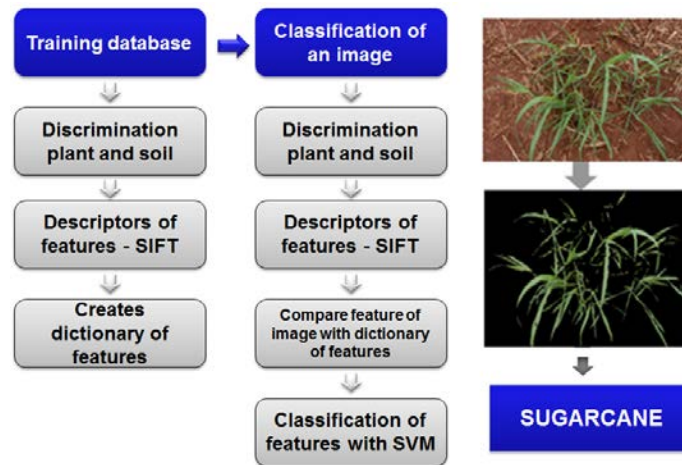 Training database
Discrimination
plant and soil
Descriptors of
features - SIFT
Creates
dictionary of
features
Classification of
an image
Discrimination
plant and soil
Descriptors of
features - SIFT
Compare feature of
image with dictionary
of features
Classification of
features with SVM
SUGARCANE